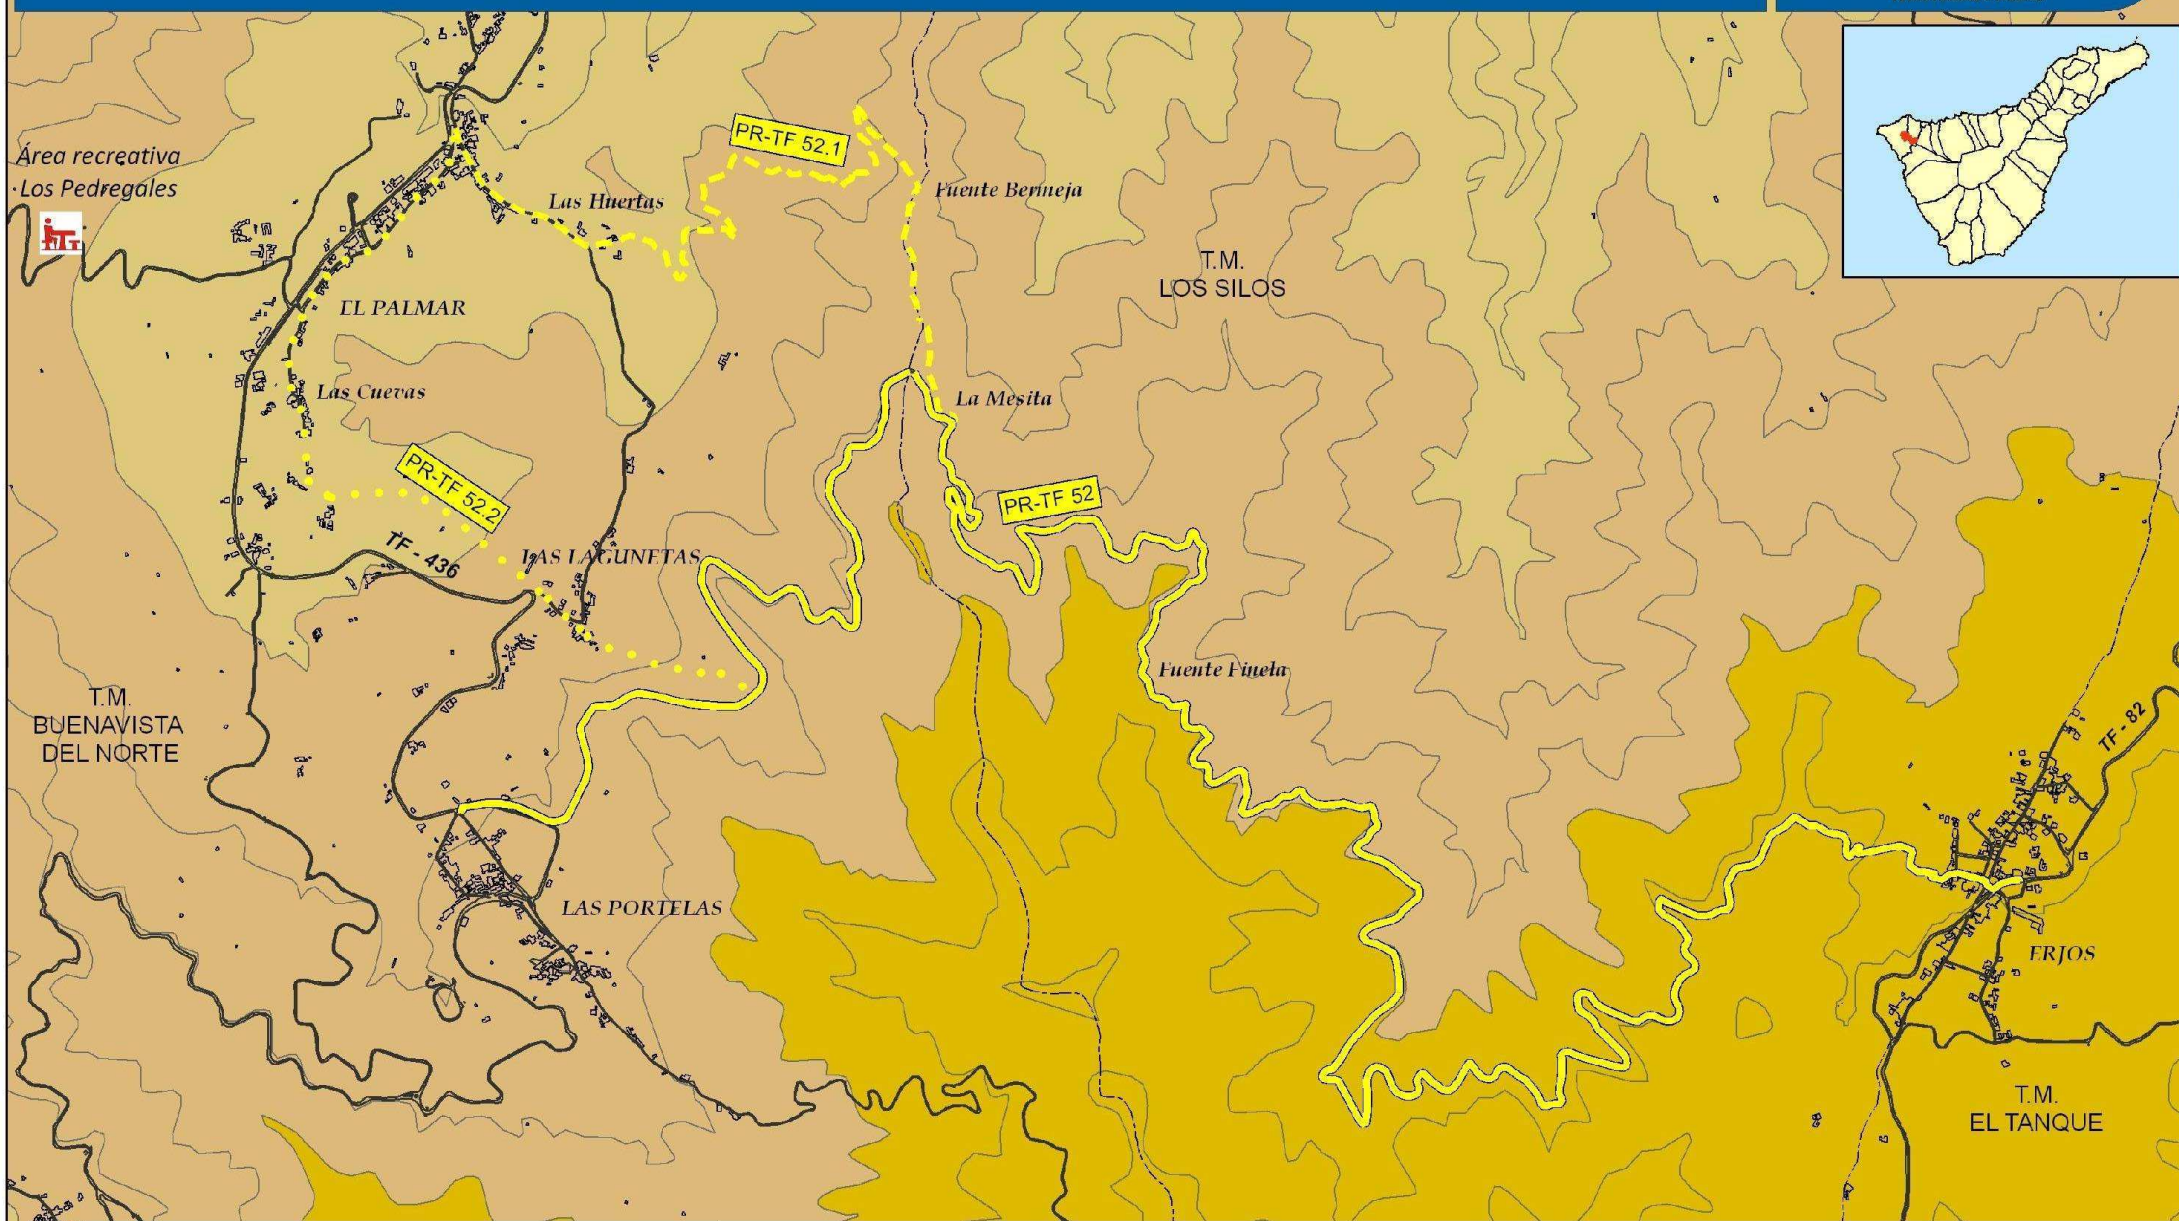 PR-TF 52.1
Área recreativa
Los Pedregales
Fuente Bermeja
Las Huertas
T.M.
LOS SILOS
EL PALMAR
Las Cuevas
La Mesita
PR-TF 52.2
PR-TF 52
TF - 436
LAS LAGUNETAS
Fuente Pinela
T.M.
BUENAVISTA
DEL NORTE
TF - 82
LAS PORTELAS
ERJOS
T.M.
EL TANQUE